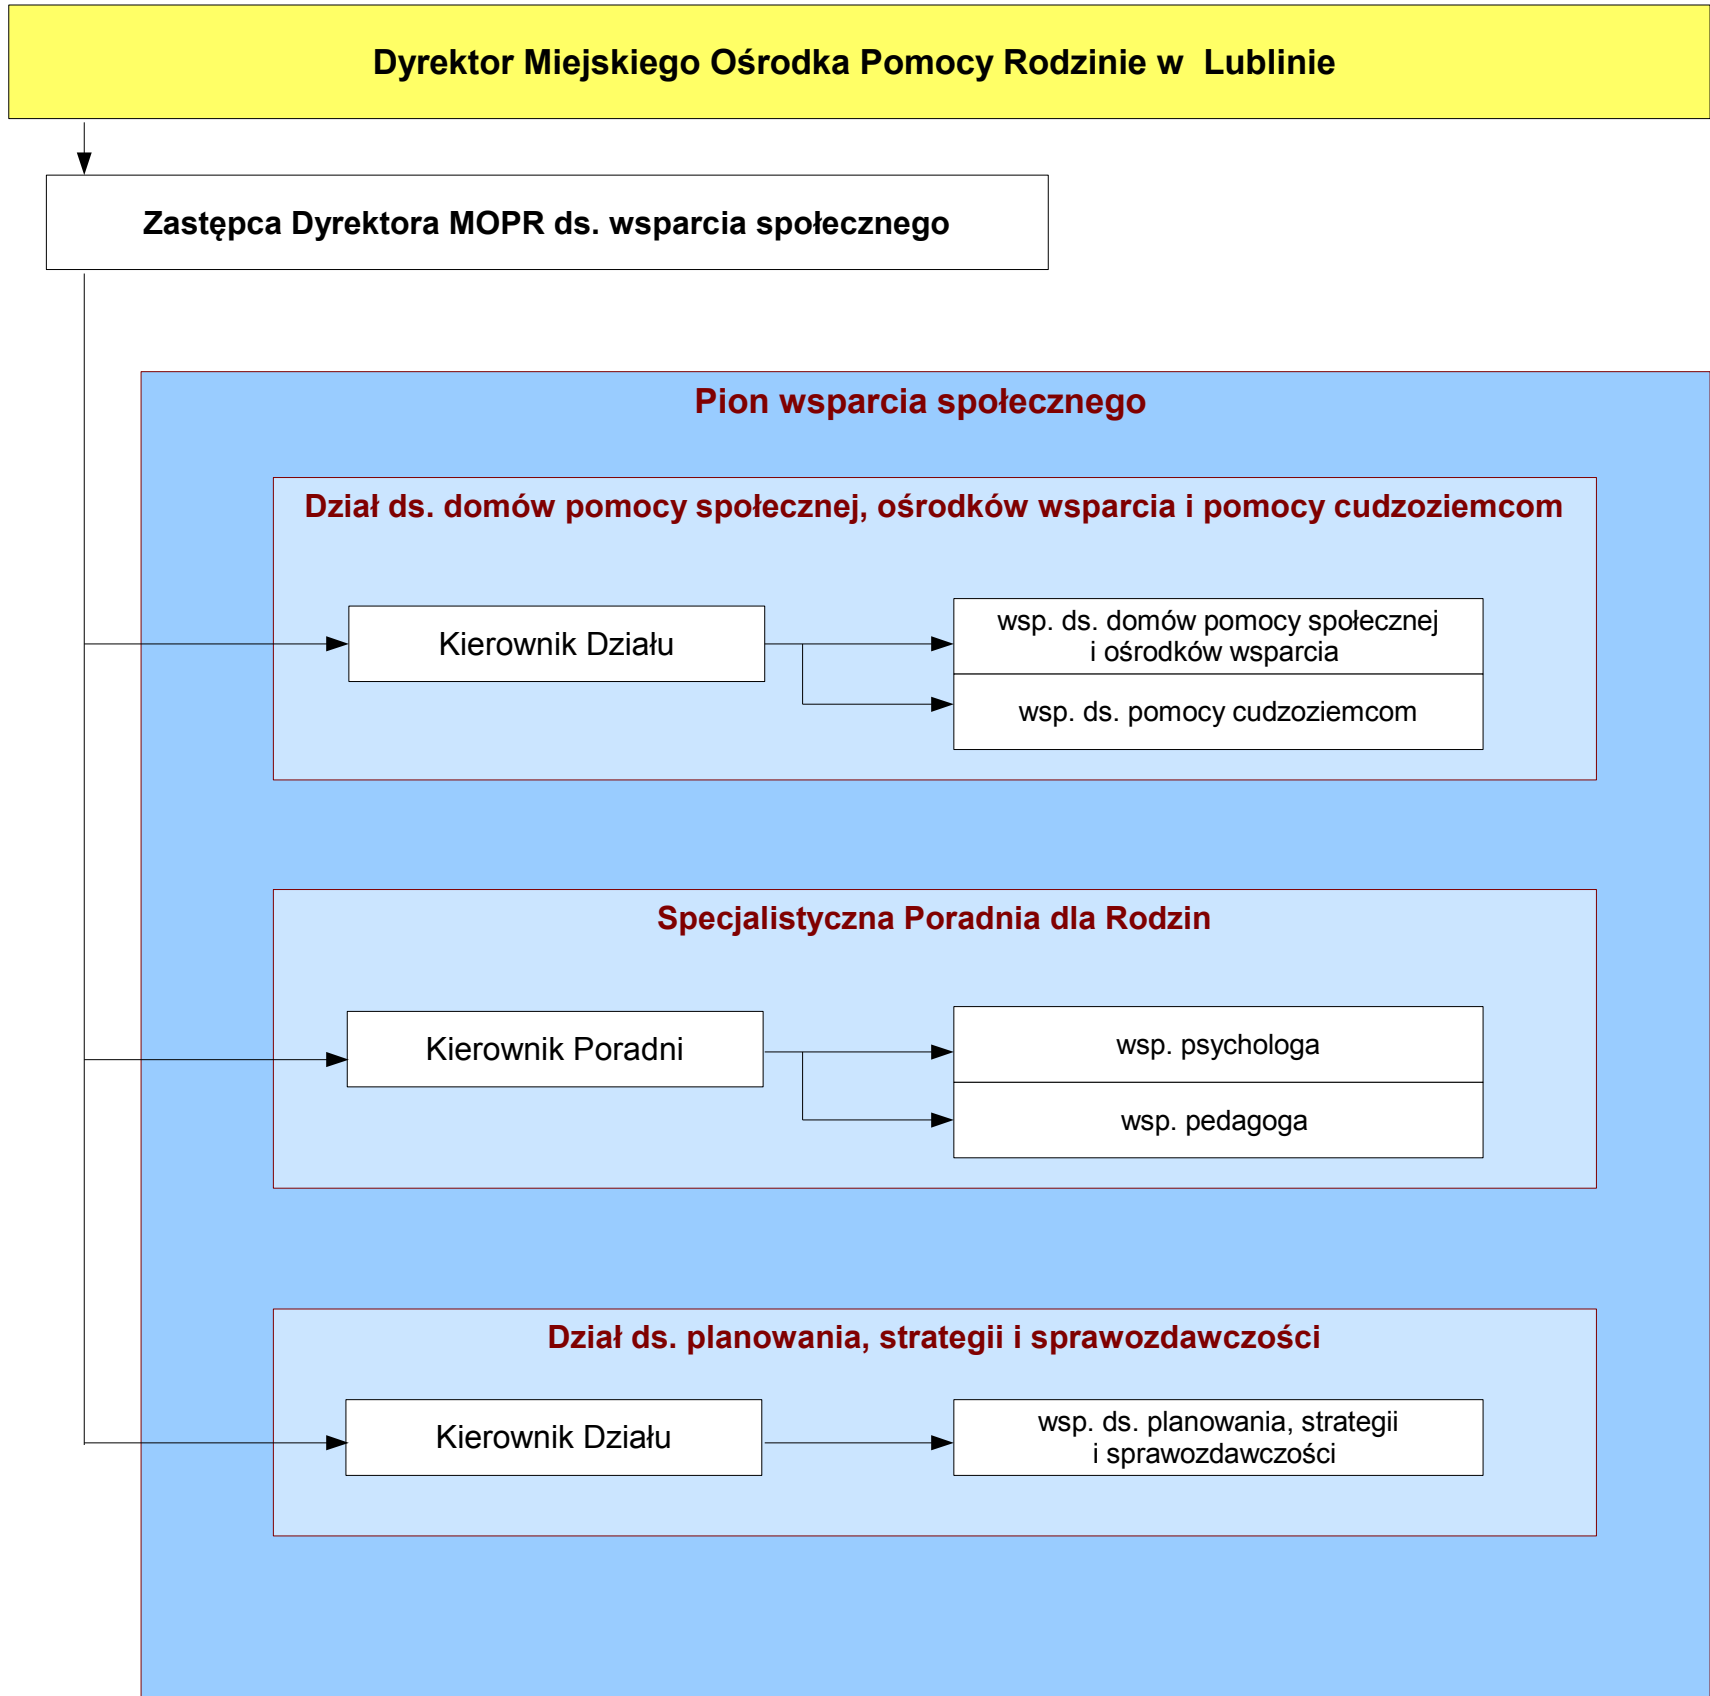 Dyrektor Miejskiego Ośrodka Pomocy Rodzinie w  Lublinie
Zastępca Dyrektora MOPR ds. wsparcia społecznego
Pion wsparcia społecznego
Dział ds. domów pomocy społecznej, ośrodków wsparcia i pomocy cudzoziemcom
Kierownik Działu
wsp. ds. domów pomocy społecznej
i ośrodków wsparcia
wsp. ds. pomocy cudzoziemcom
Specjalistyczna Poradnia dla Rodzin
Kierownik Poradni
wsp. psychologa
wsp. pedagoga
Dział ds. planowania, strategii i sprawozdawczości
Kierownik Działu
wsp. ds. planowania, strategii
i sprawozdawczości